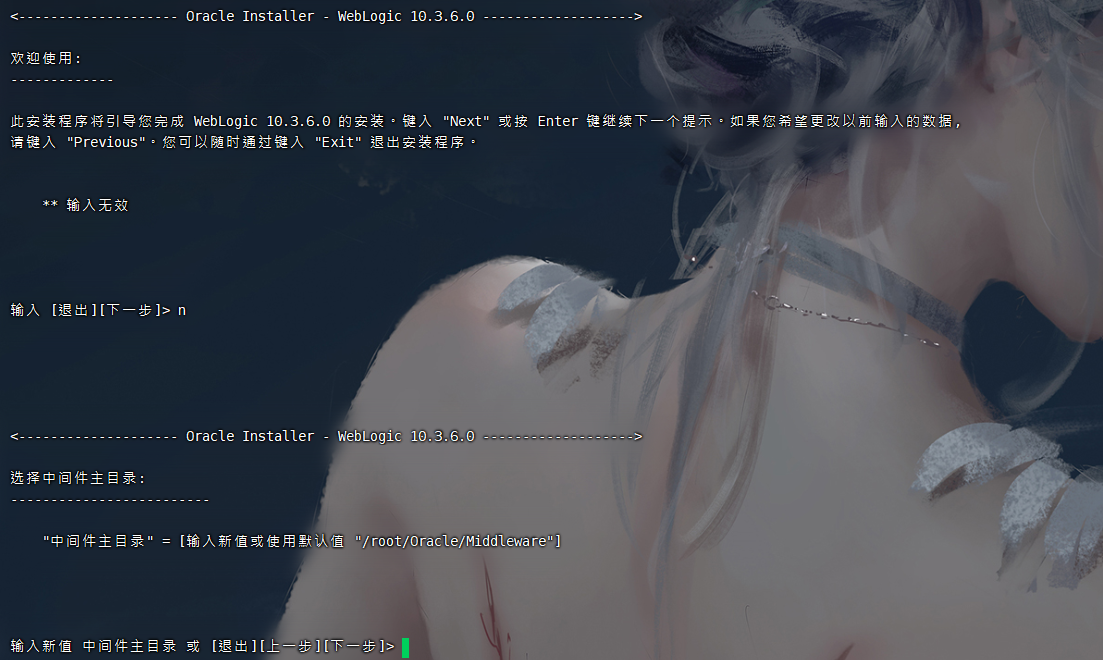 <-------------------- Oracle Installer - WebLogic 10.3.6.0 ------------------->
欢迎使用:
-------------
此安装程序将引导您完成 WebLogic 10.3.6.0 的安装。键入 "Next" 或按 Enter 键继续下一个提示。如果您希望更改以前输入的数据,
请键入 "Previous"。您可以随时通过键入 "Exit" 退出安装程序。
** 输入无效
输入 [退出][下一步]> n
<-------------------- Oracle Installer - WebLogic 10.3.6.0 ------------------->
选择中间件主目录:
-------------------------
"中间件主目录" = [输入新值或使用默认值 "/root/Oracle/Middleware"]
输入新值 中间件主目录 或 [退出][上一步][下一步]>